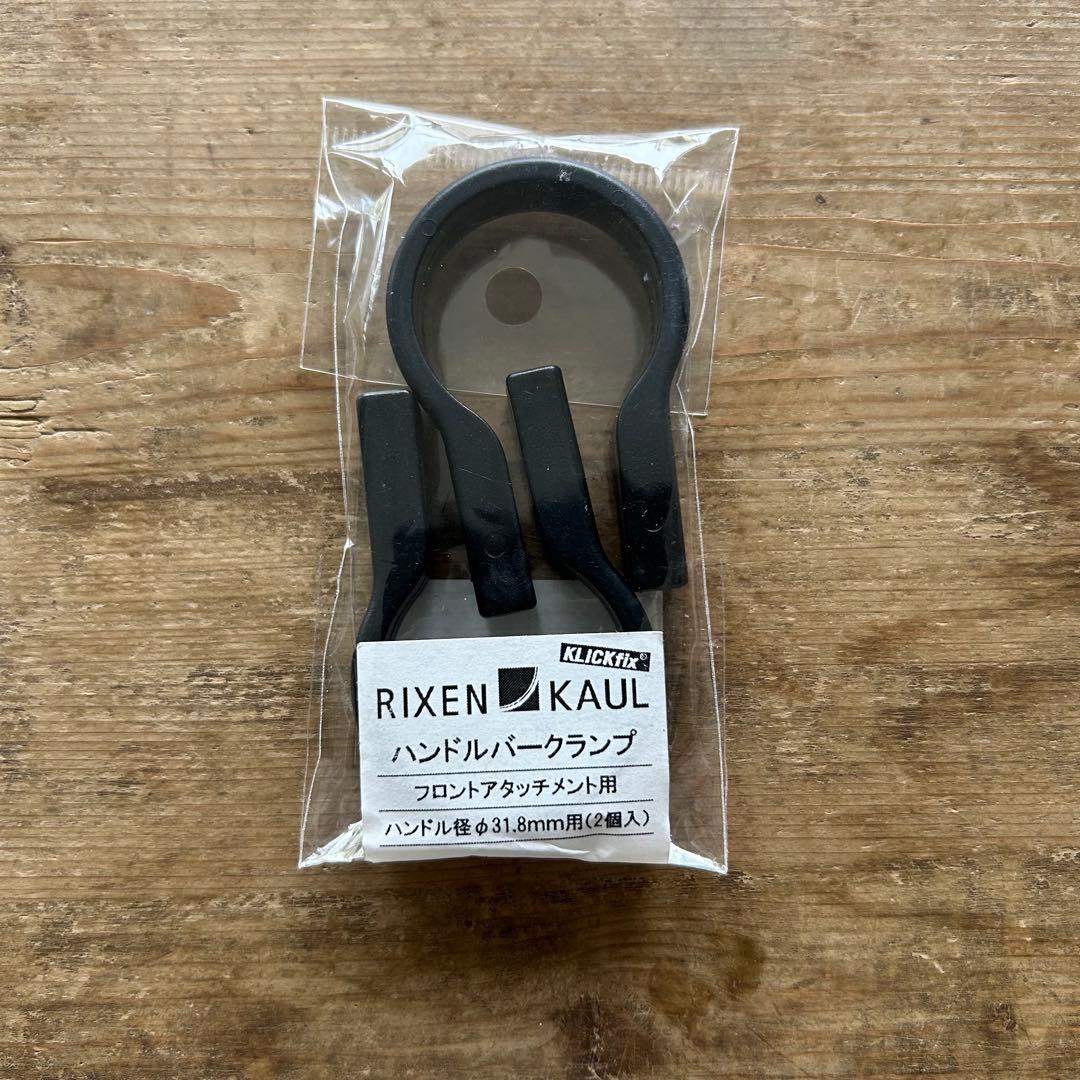 KLICKfix®
RIXEN KAUL
ハンドルバークランプ
フロントアタッチメント用
ハンドル径φ31.8mm用(2個入)